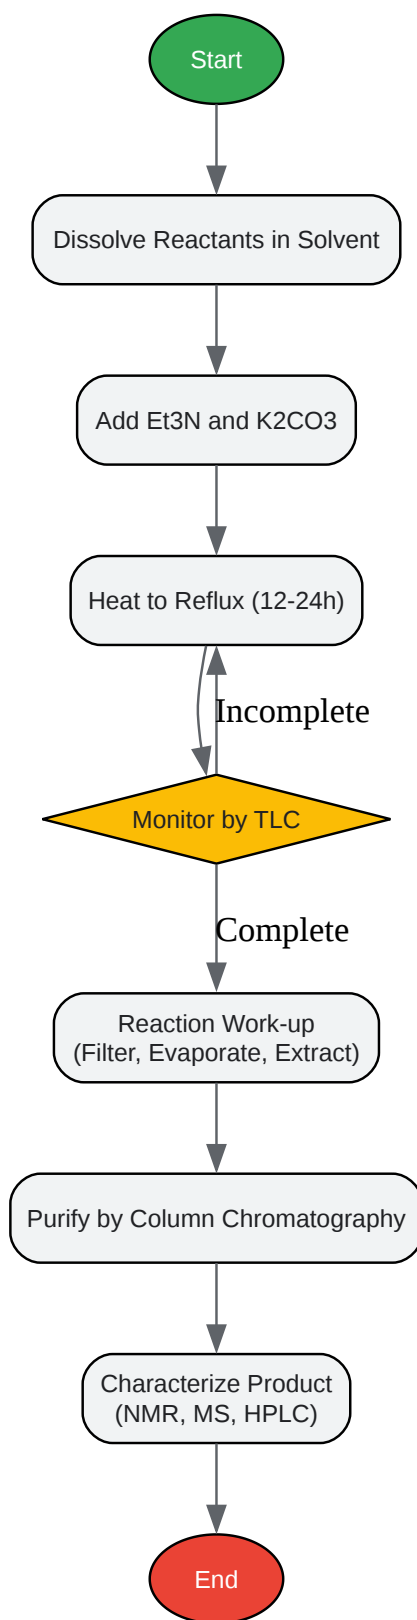 Start
Dissolve Reactants in Solvent
Add Et3N and K2CO3
Heat to Reflux (12-24h)
Incomplete
Monitor by TLC
Complete
Reaction Work-up
(Filter, Evaporate, Extract)
Purify by Column Chromatography
Characterize Product
(NMR, MS, HPLC)
End